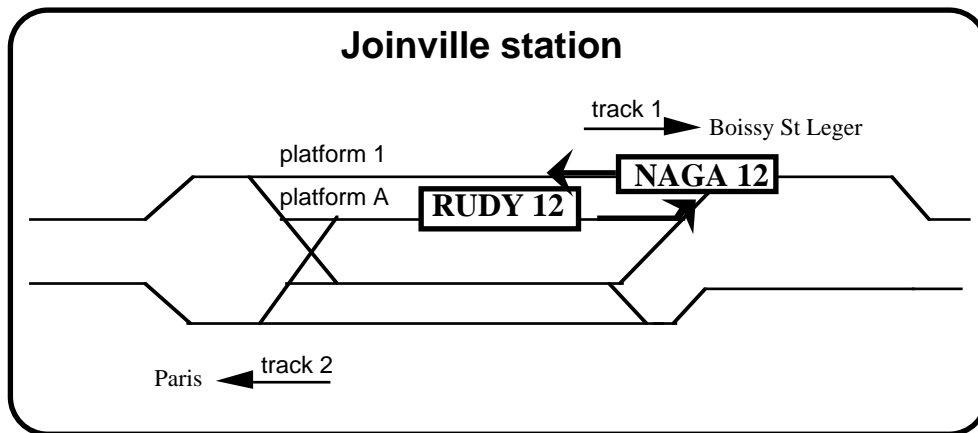 Joinville station
track 1
Boissy St Leger
platform 1
NAGA 12
platform A
RUDY 12
track 2
Paris